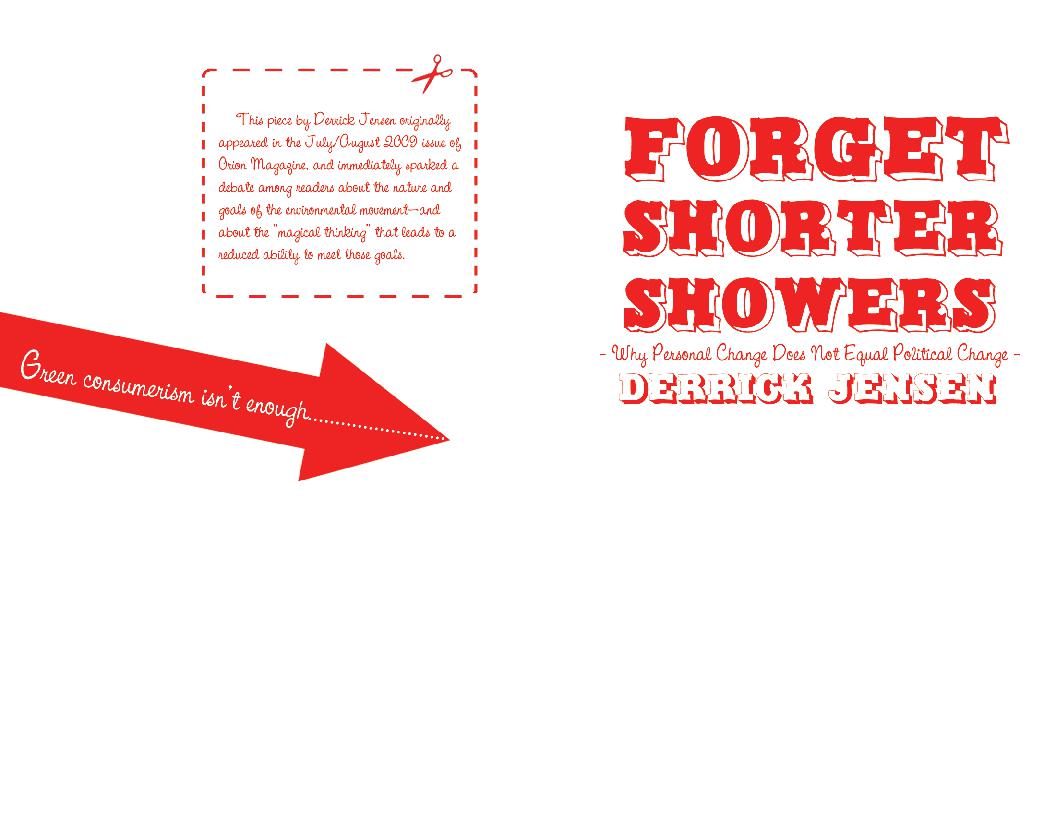 This piece by Derrick Jensen originally
appeared in the July/August 2009 issue of
Orion Magazine, and immediately sparked a
debate among readers about the nature and
goals of the environmental movement—and
about the "magical thinking" that leads to a
reduced ability to meet those goals.
Green consumerism isn't enough..........................
FORGET
SHORTER
SHOWERS
- Why Personal Change Does Not Equal Political Change -
DERRICK JENSEN